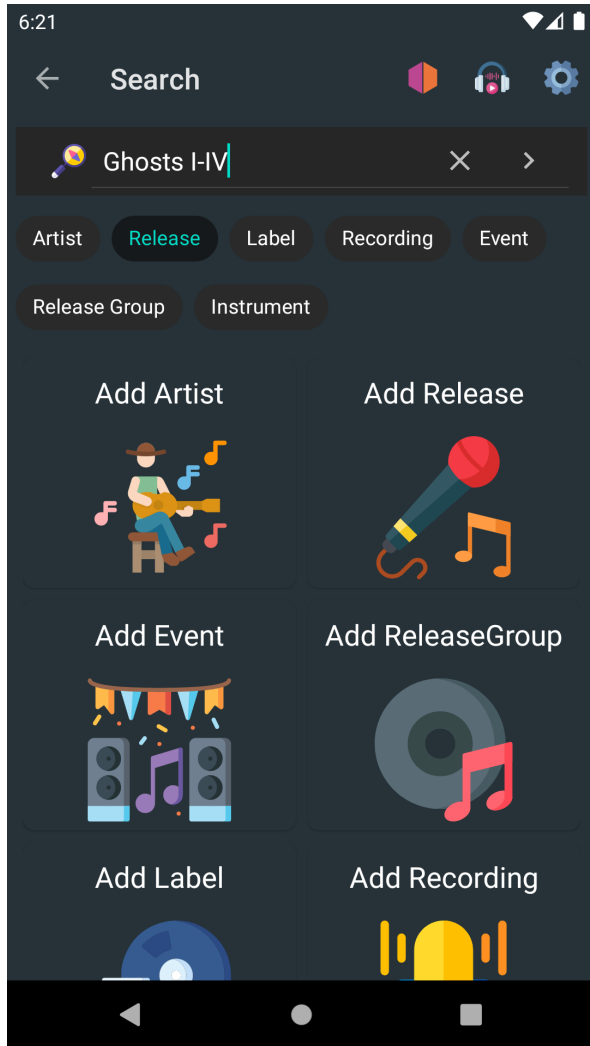 6:21
Search
Ghosts I-IV
Artist Release Label Recording Event
Release Group Instrument
Add Artist Add Release
Add Event Add ReleaseGroup
Add Label Add Recording